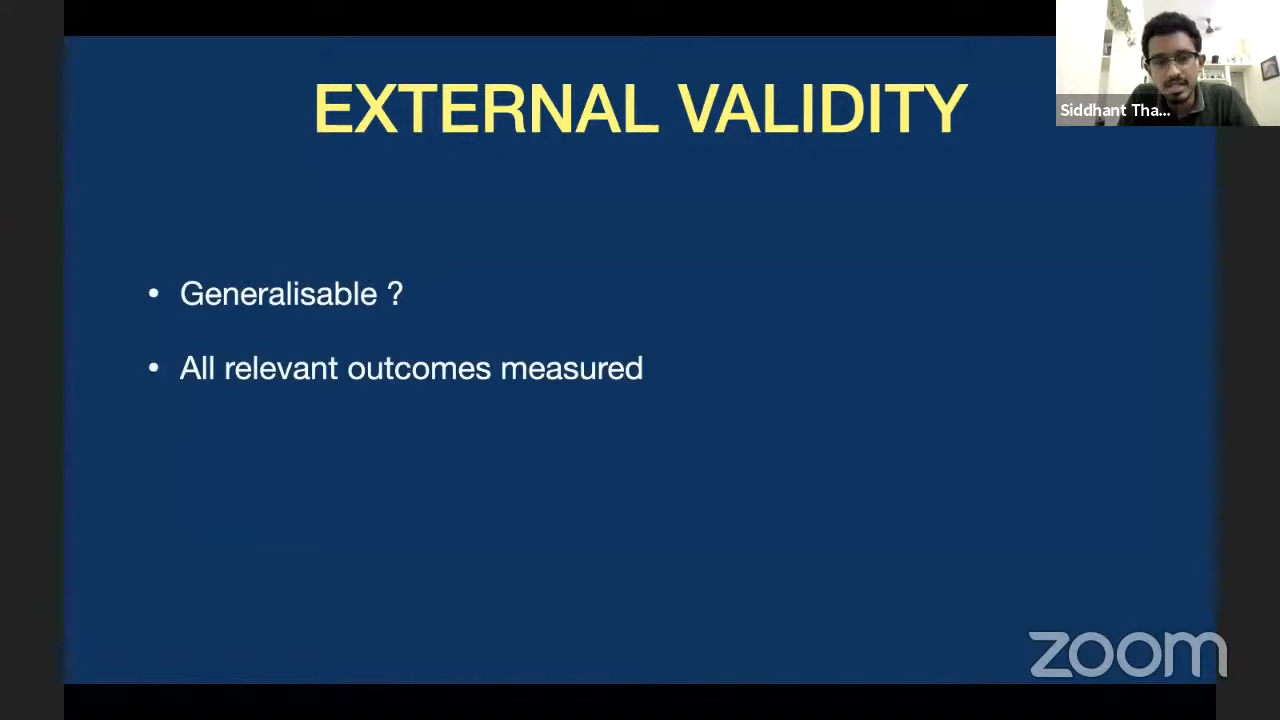 EXTERNAL VALIDITY
Siddhant Tha...
• Generalisable ?
• All relevant outcomes measured
zoom